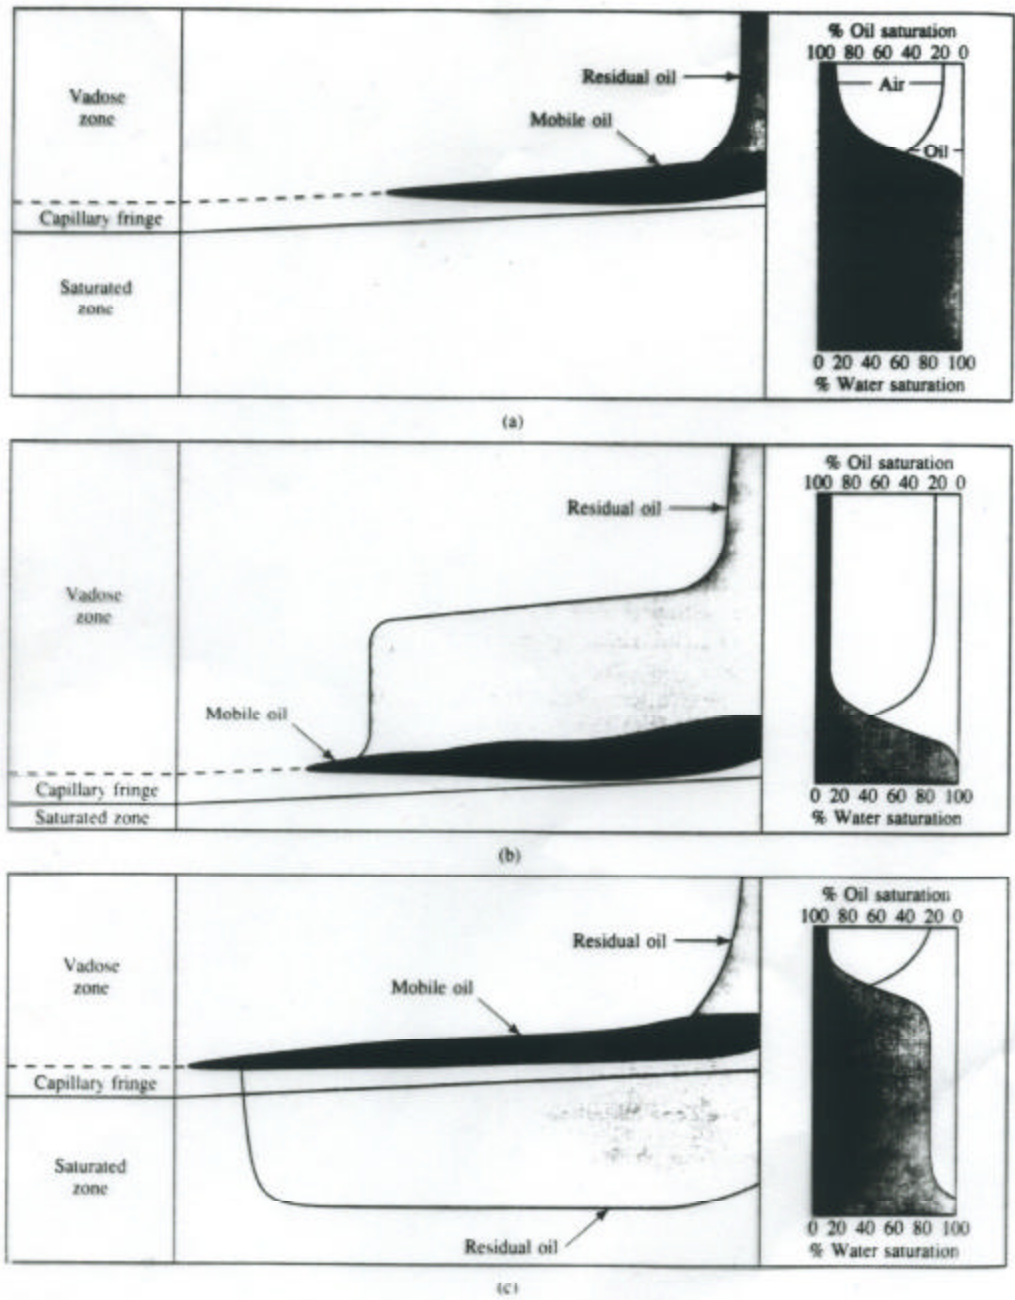 % Oil saturation
100 80 60 40 20 0
Vadose
zone
Residual oil
Air
Mobile oil
Oil
Capillary fringe
Saturated
zone
0 20 40 60 80 100
% Water saturation
(a)
% Oil saturation
100 80 60 40 20 0
Residual oil
Vadose
zone
Mobile oil
Capillary fringe
Saturated zone
0 20 40 60 80 100
% Water saturation
(b)
% Oil saturation
100 80 60 40 20 0
Residual oil
Vadose
zone
Mobile oil
Capillary fringe
Saturated
zone
Residual oil
0 20 40 60 80 100
% Water saturation
(c)